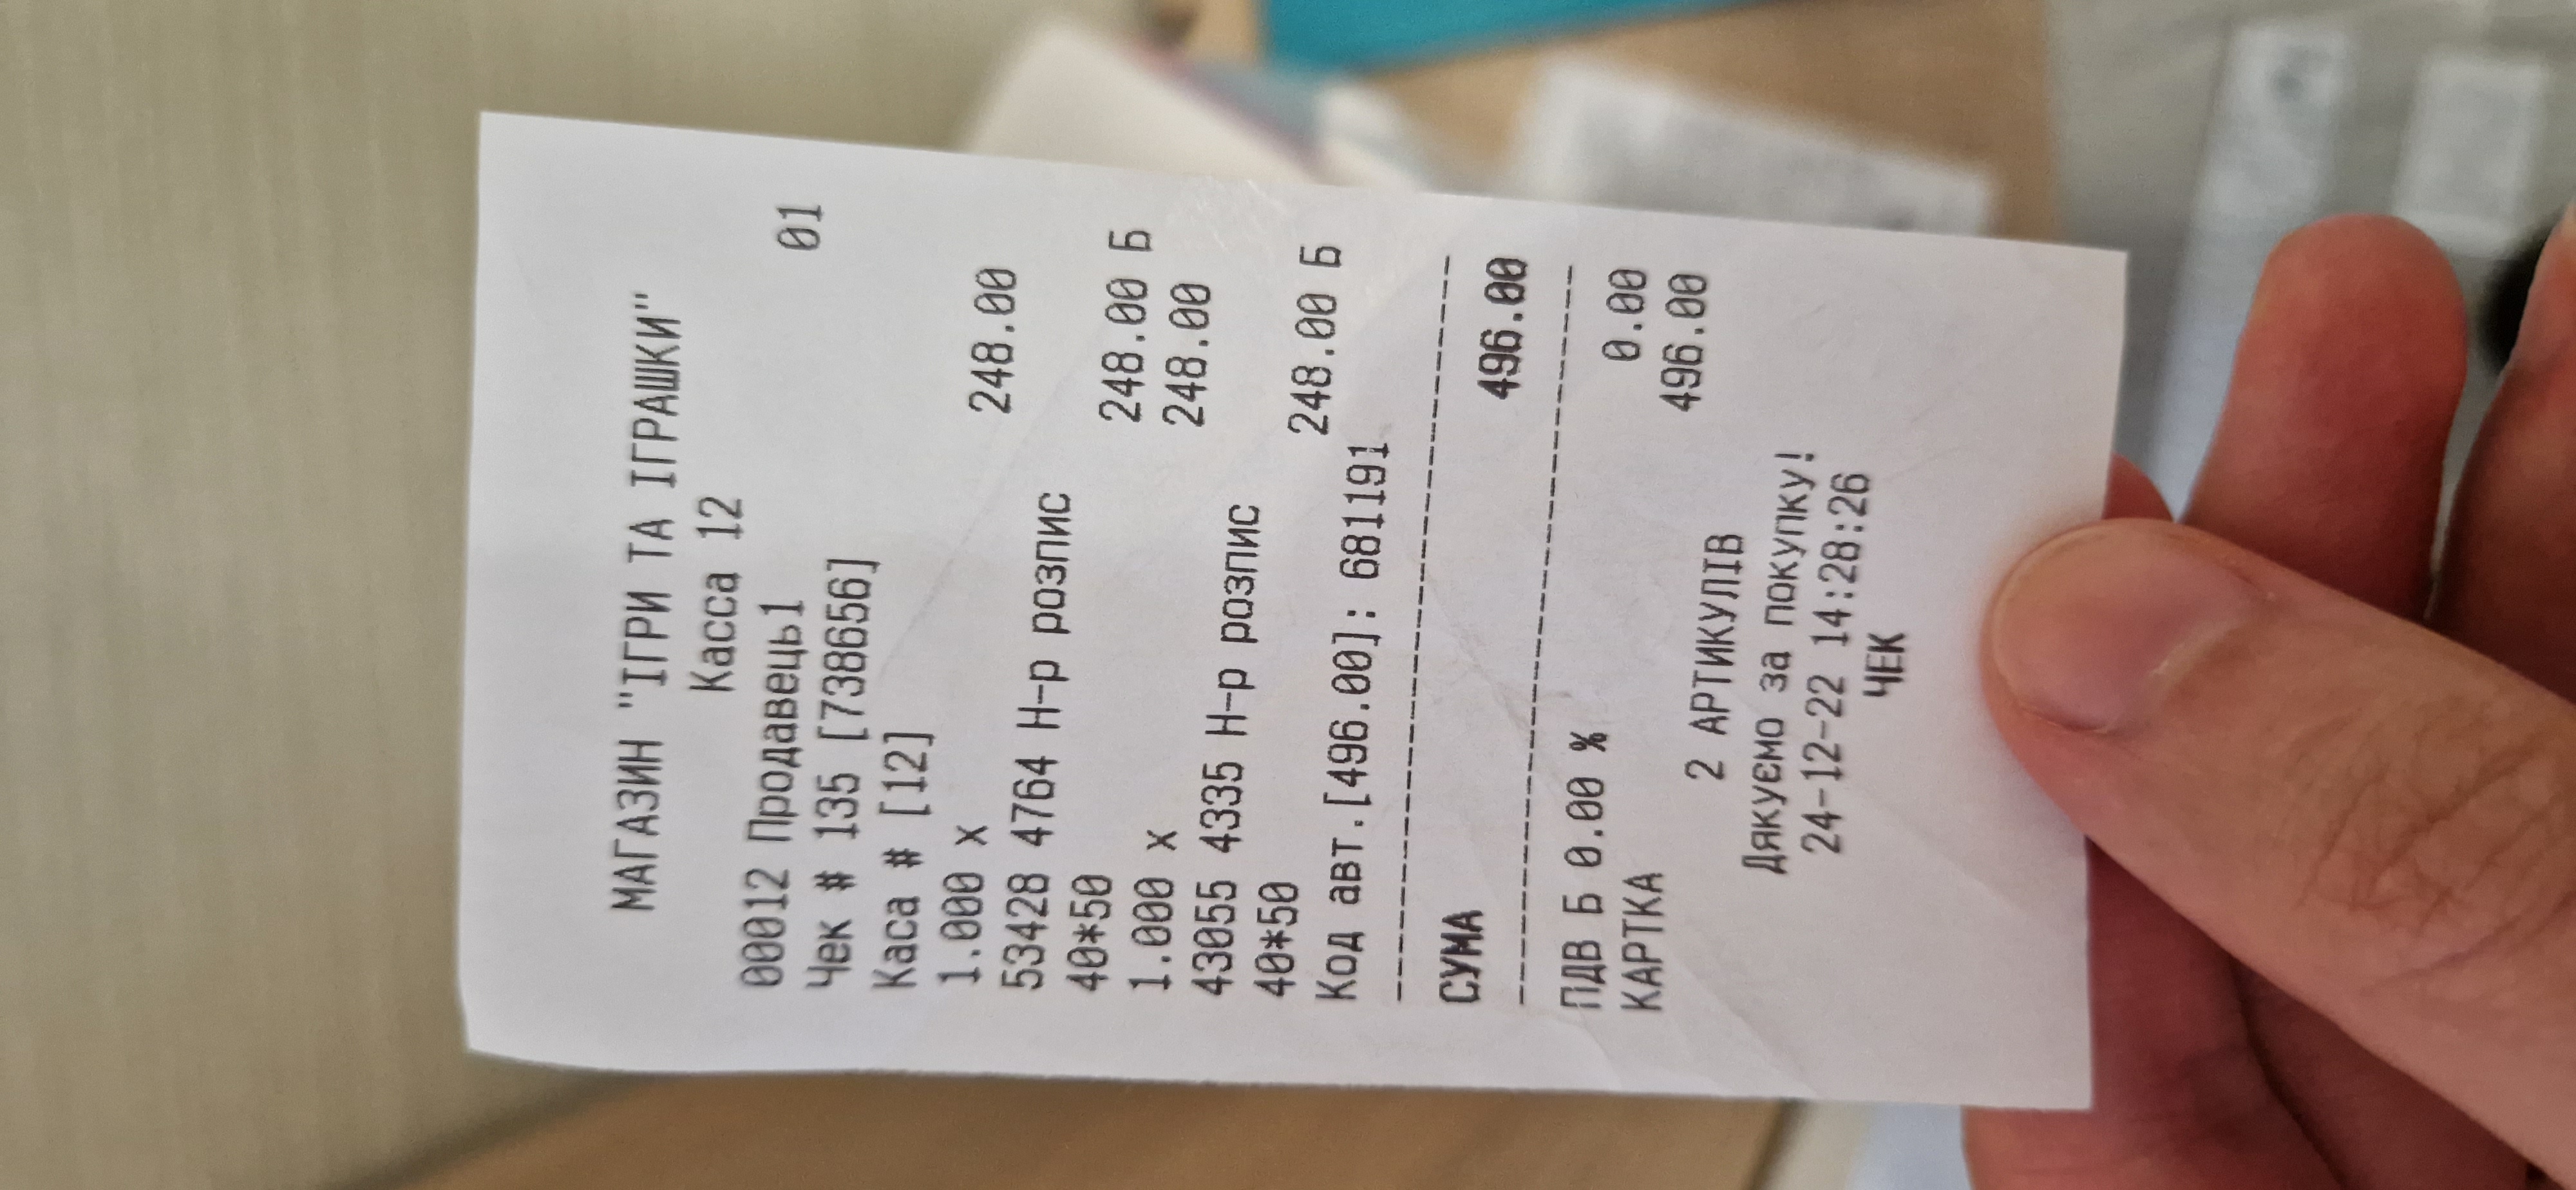 МАГАЗИН "ІГРИ ТА ІГРАШКИ"
Касса 12
00012 Продавець1 01
Чек # 135 [738656]
Каса # [12]
1.000 x 248.00
53428 4764 Н-р розпис
40*50 248.00 Б
1.000 x 248.00
43055 4335 Н-р розпис
40*50 248.00 Б
Код авт.[496.00]: 681191
СУМА 496.00
ПДВ Б 0.00 % 0.00
КАРТКА 496.00
2 АРТИКУЛІВ
Дякуємо за покупку!
24-12-22 14:28:26
ЧЕК